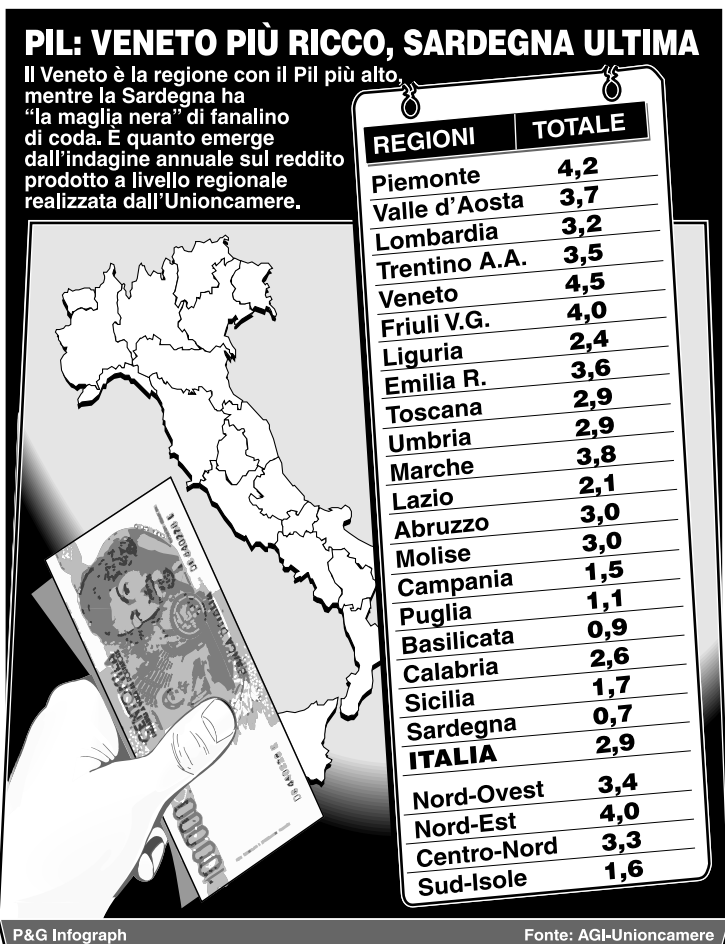 PIL: VENETO PIÙ RICCO, SARDEGNA ULTIMA
Il Veneto è la regione con il Pil più alto,
mentre la Sardegna ha
“la maglia nera” di fanalino
di coda. È quanto emerge
dall’indagine annuale sul reddito
prodotto a livello regionale
realizzata dall’Unioncamere.
REGIONI TOTALE
Piemonte 4,2
Valle d’Aosta 3,7
Lombardia 3,2
Trentino A.A. 3,5
Veneto 4,5
Friuli V.G. 4,0
Liguria 2,4
Emilia R. 3,6
Toscana 2,9
Umbria 2,9
Marche 3,8
Lazio 2,1
Abruzzo 3,0
Molise 3,0
Campania 1,5
Puglia 1,1
Basilicata 0,9
Calabria 2,6
Sicilia 1,7
Sardegna 0,7
ITALIA 2,9
Nord-Ovest 3,4
Nord-Est 4,0
Centro-Nord 3,3
Sud-Isole 1,6
P&G Infograph
Fonte: AGI-Unioncamere